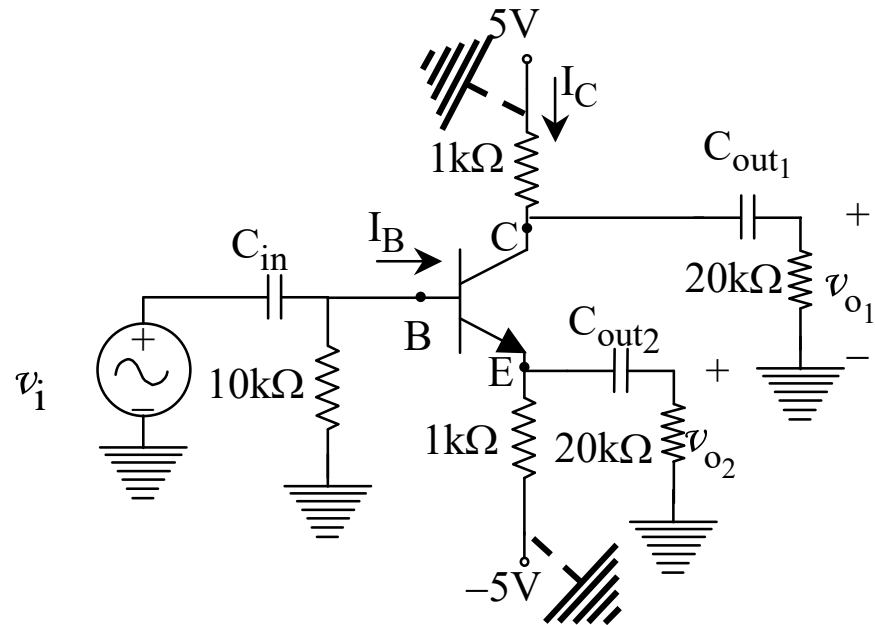 5V
I_C
1kΩ
C_out1
C
I_B
C_in
+
20kΩ
v_o1
−
B
C_out2
E
+
+
−
v_i
10kΩ
1kΩ
20kΩ
v_o2
−5V